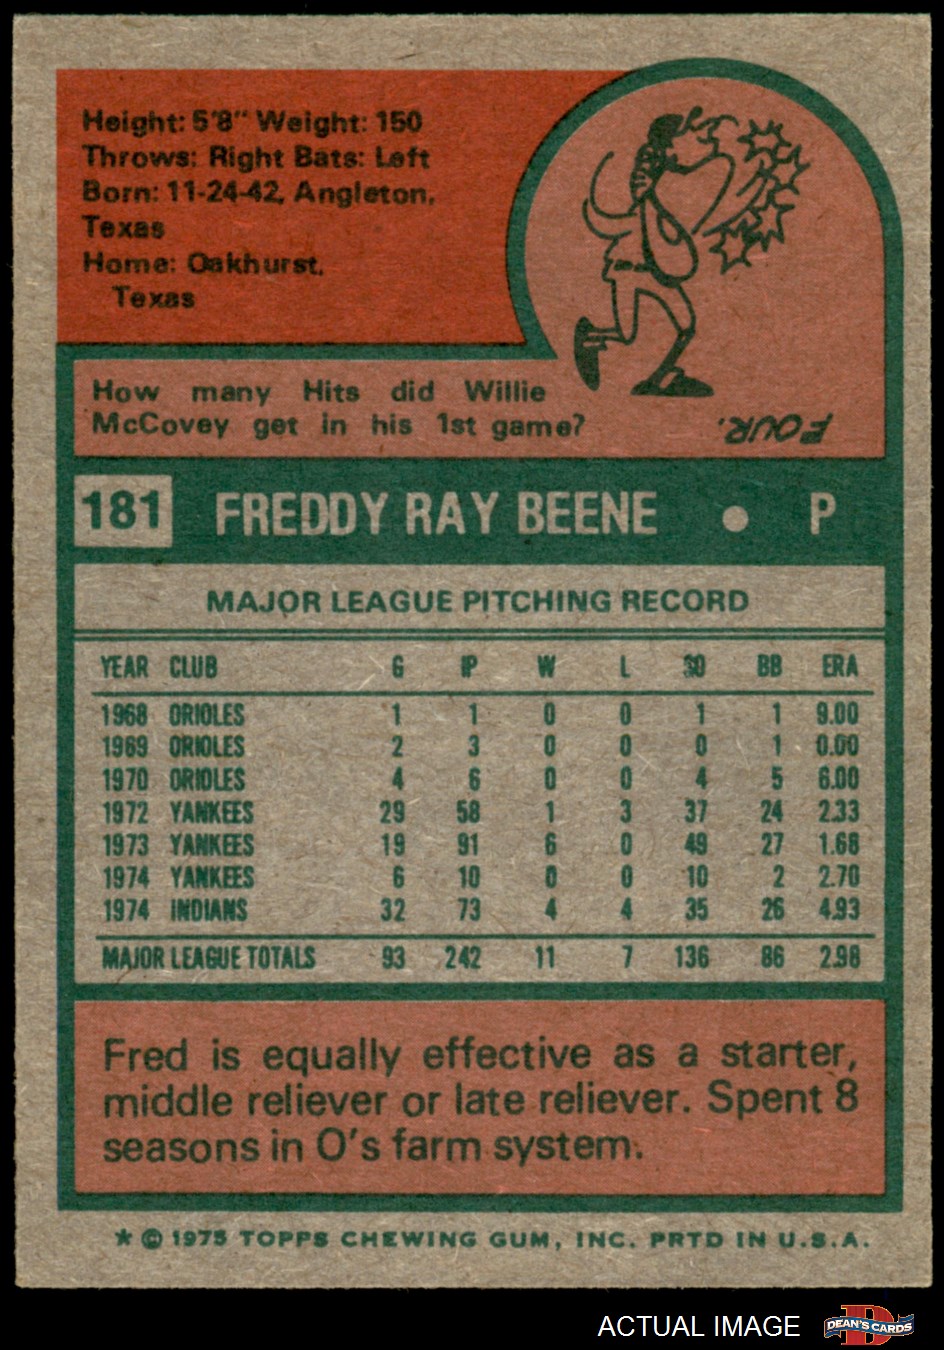 Height: 5'8" Weight: 150
Throws: Right Bats: Left
Born: 11-24-42, Angleton,
Texas
Home: Oakhurst,
Texas
How many Hits did Willie
McCovey get in his 1st game?
FOUR.
181 FREDDY RAY BEENE • P
MAJOR LEAGUE PITCHING RECORD
YEAR CLUB G IP W L SO BB ERA
1968 ORIOLES 1 1 0 0 1 1 9.00
1969 ORIOLES 2 3 0 0 0 1 0.00
1970 ORIOLES 4 6 0 0 4 5 6.00
1972 YANKEES 29 58 1 3 37 24 2.33
1973 YANKEES 19 91 6 0 49 27 1.68
1974 YANKEES 6 10 0 0 10 2 2.70
1974 INDIANS 32 73 4 4 35 26 4.93
MAJOR LEAGUE TOTALS 93 242 11 7 136 86 2.98
Fred is equally effective as a starter,
middle reliever or late reliever. Spent 8
seasons in O's farm system.
* © 1975 TOPPS CHEWING GUM, INC. PRTD IN U.S.A.
ACTUAL IMAGE
DEAN'S CARDS